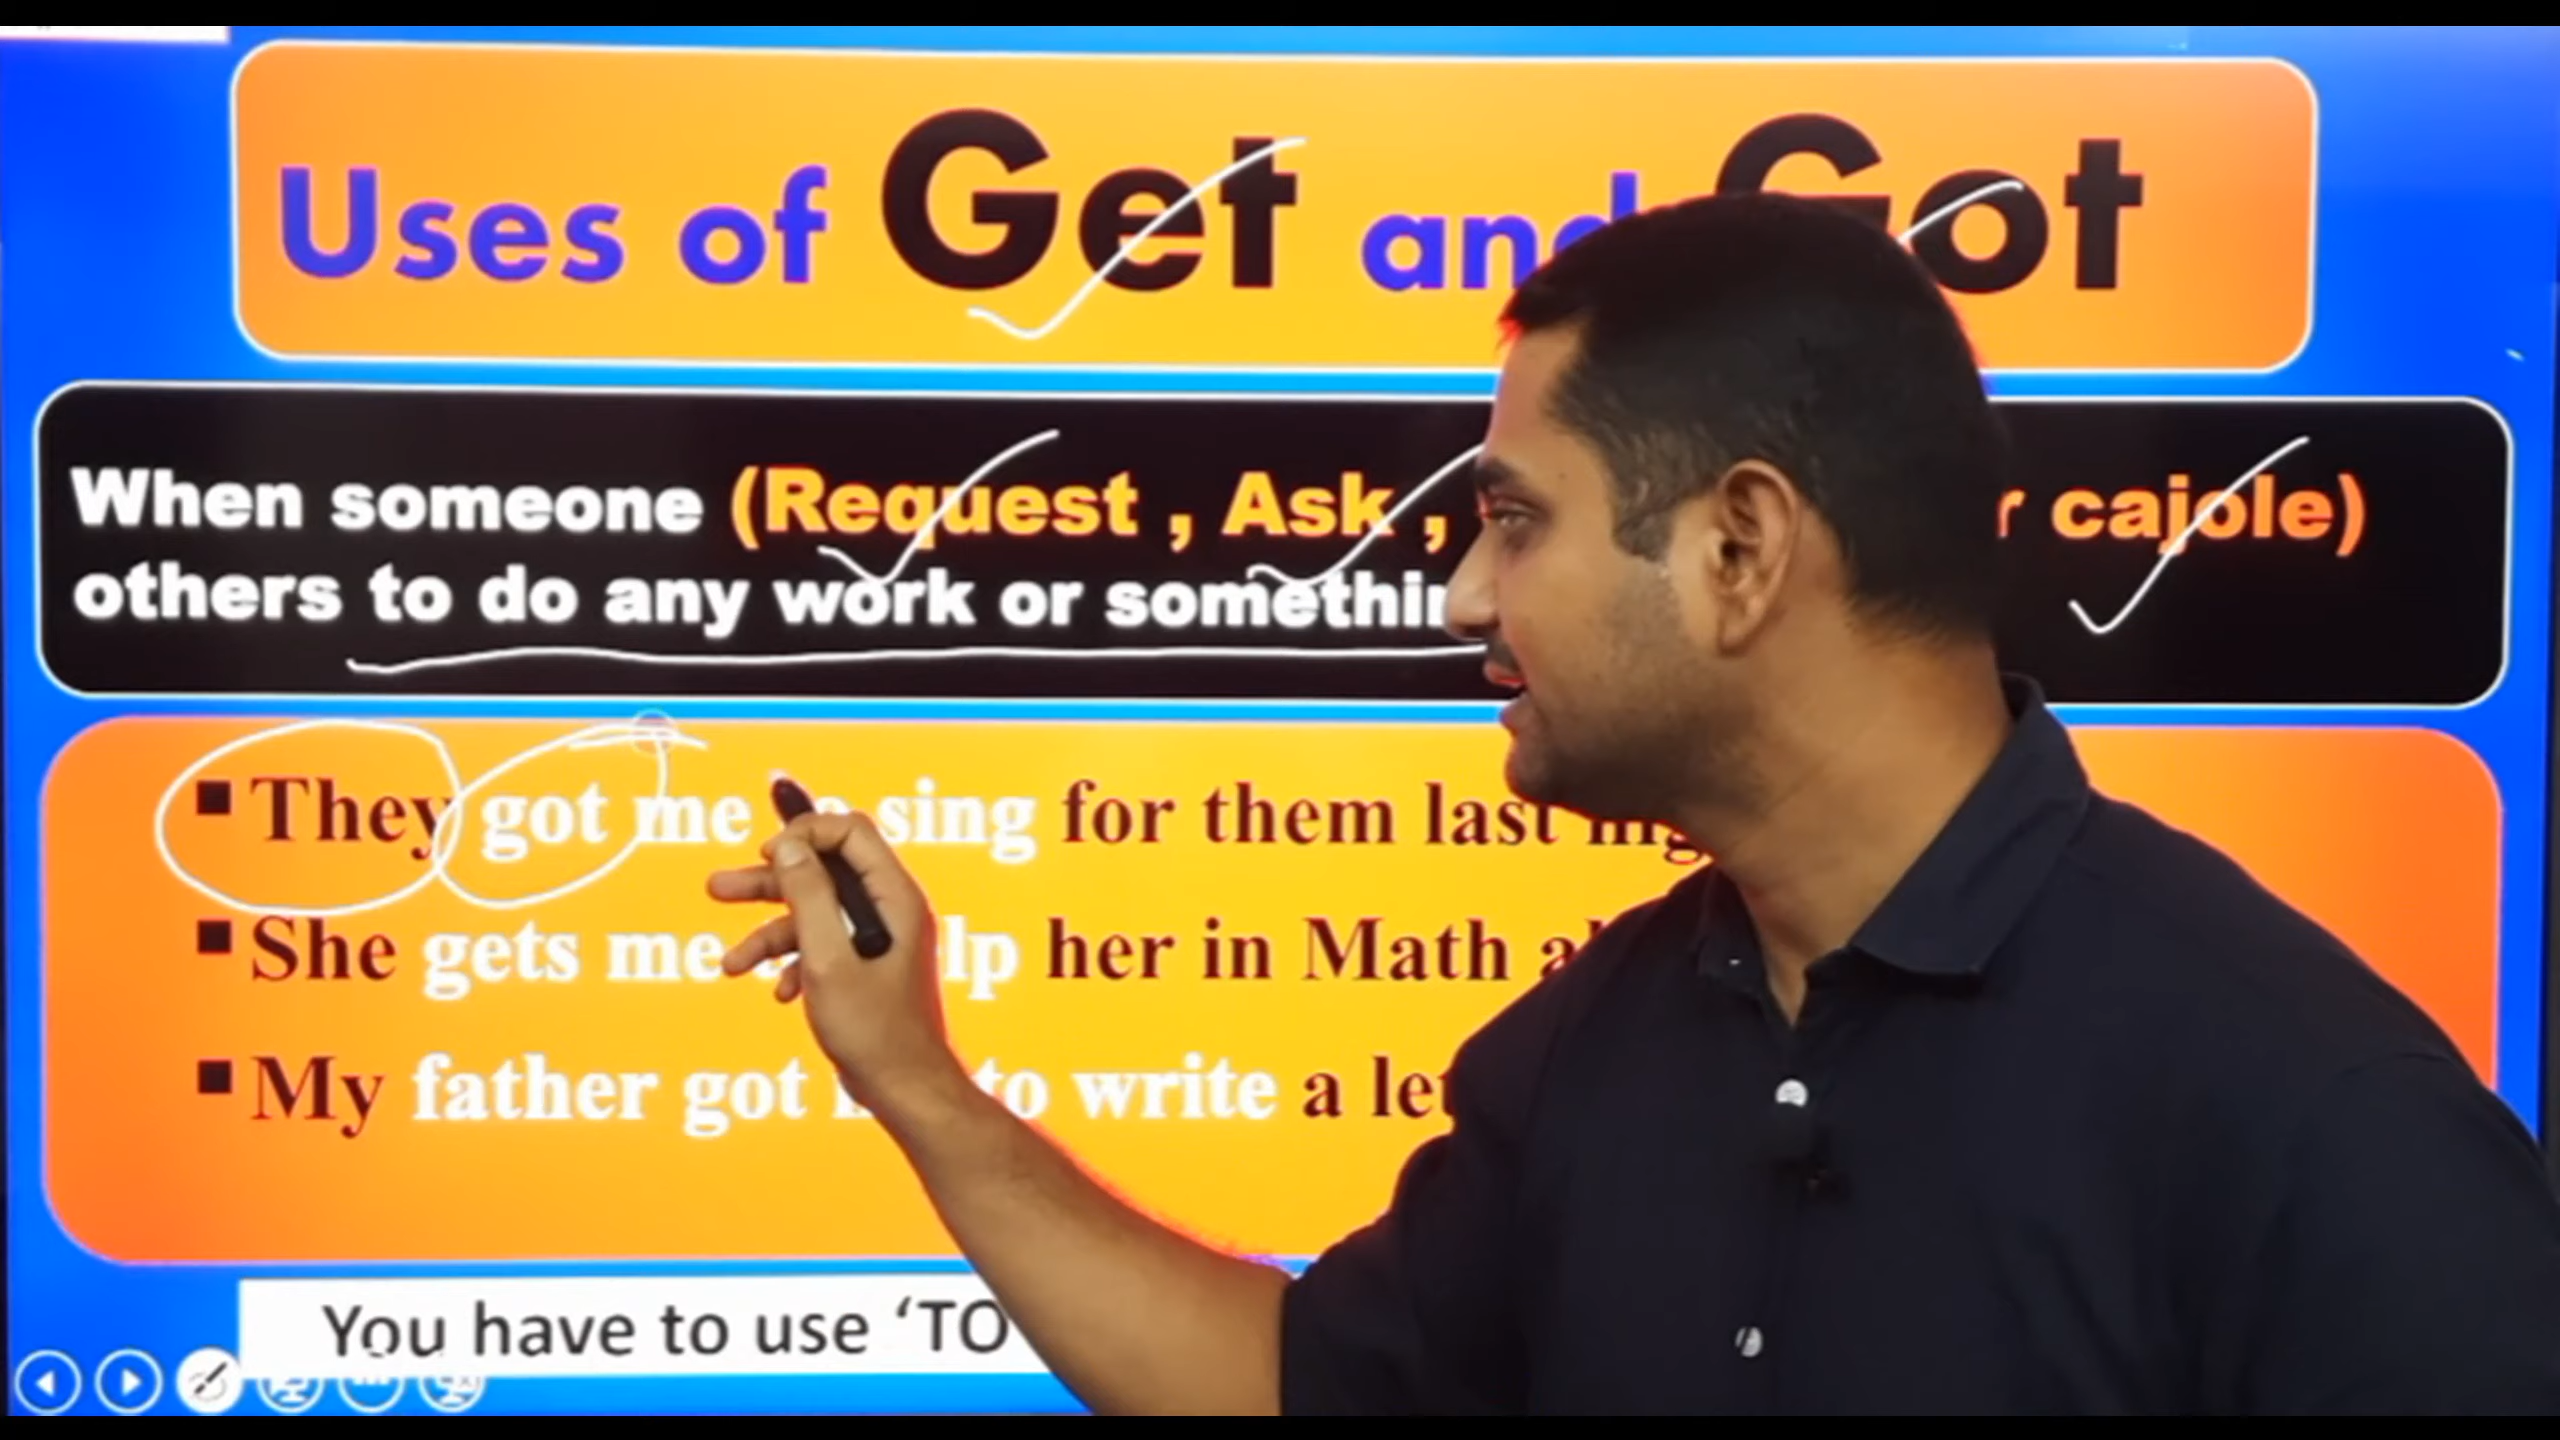 Uses of Get and Got
When someone (Request , Ask , cajole)
others to do any work or
They got me sing for them last
She gets me her in Math
My father got to write a
You have to use ‘TO